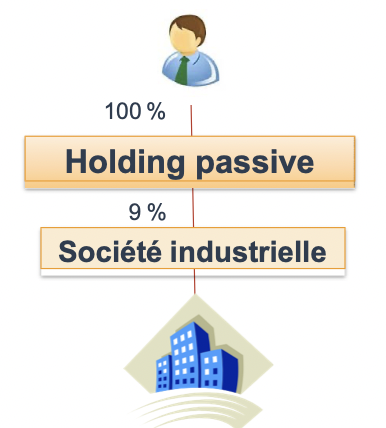 100 %
Holding passive
9 %
Société industrielle